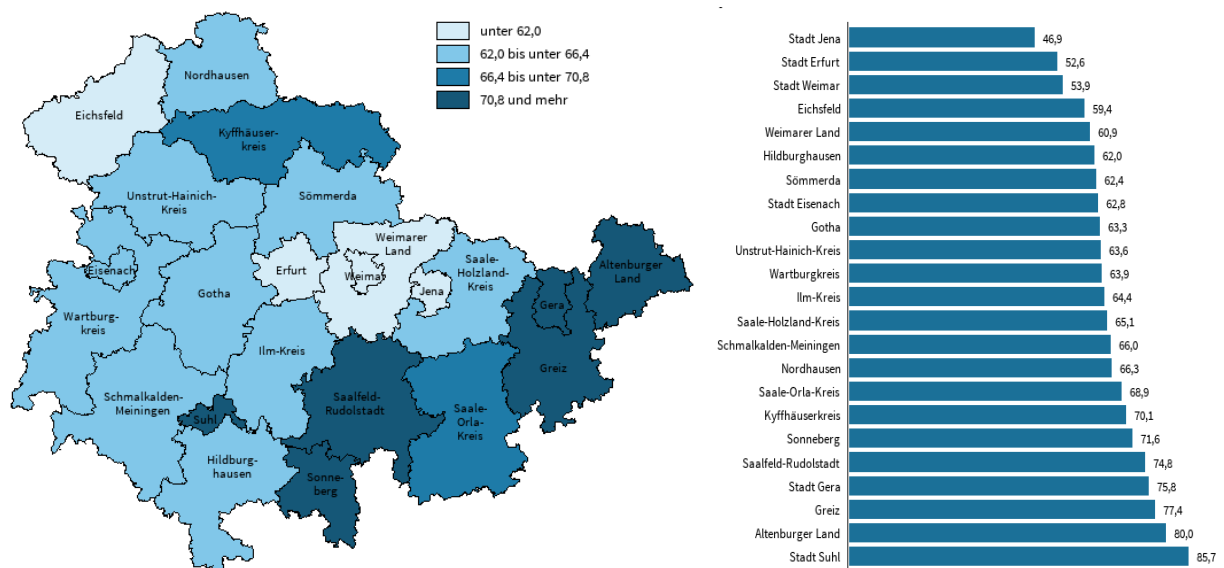 unter 62,0
62,0 bis unter 66,4
66,4 bis unter 70,8
70,8 und mehr
Nordhausen
Eichsfeld
Kyffhäuser-
kreis
Unstrut-Hainich-
Kreis
Sömmerda
Weimarer
Land
Eisenach
Erfurt
Weimar
Jena
Saale-
Holzland-
Kreis
Altenburger
Land
Gera
Gotha
Wartburg-
kreis
Ilm-Kreis
Greiz
Schmalkalden-
Meiningen
Suhl
Saalfeld-
Rudolstadt
Saale-
Orla-
Kreis
Hildburg-
hausen
Sonne-
berg
Stadt Jena 46,9
Stadt Erfurt 52,6
Stadt Weimar 53,9
Eichsfeld 59,4
Weimarer Land 60,9
Hildburghausen 62,0
Sömmerda 62,4
Stadt Eisenach 62,8
Gotha 63,3
Unstrut-Hainich-Kreis 63,6
Wartburgkreis 63,9
Ilm-Kreis 64,4
Saale-Holzland-Kreis 65,1
Schmalkalden-Meiningen 66,0
Nordhausen 66,3
Saale-Orla-Kreis 68,9
Kyffhäuserkreis 70,1
Sonneberg 71,6
Saalfeld-Rudolstadt 74,8
Stadt Gera 75,8
Greiz 77,4
Altenburger Land 80,0
Stadt Suhl 85,7